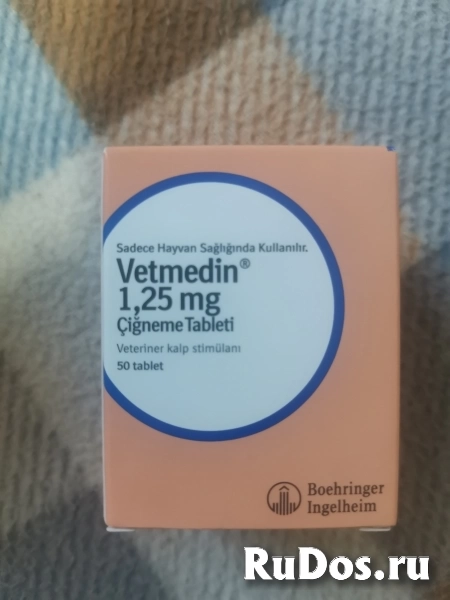 Sadece Hayvan Sağlığında Kullanılır.
Vetmedin®
1,25 mg
Çiğneme Tableti
Veteriner kalp stimülanı
50 tablet
Boehringer
Ingelheim
RuDos.ru